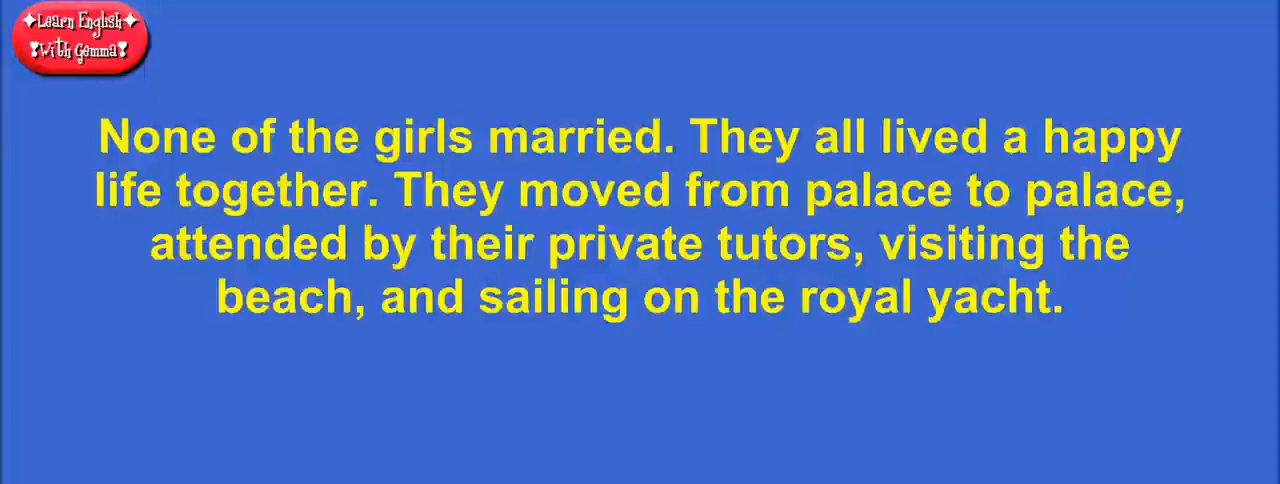 Learn English
With Gemma
None of the girls married. They all lived a happy
life together. They moved from palace to palace,
attended by their private tutors, visiting the
beach, and sailing on the royal yacht.